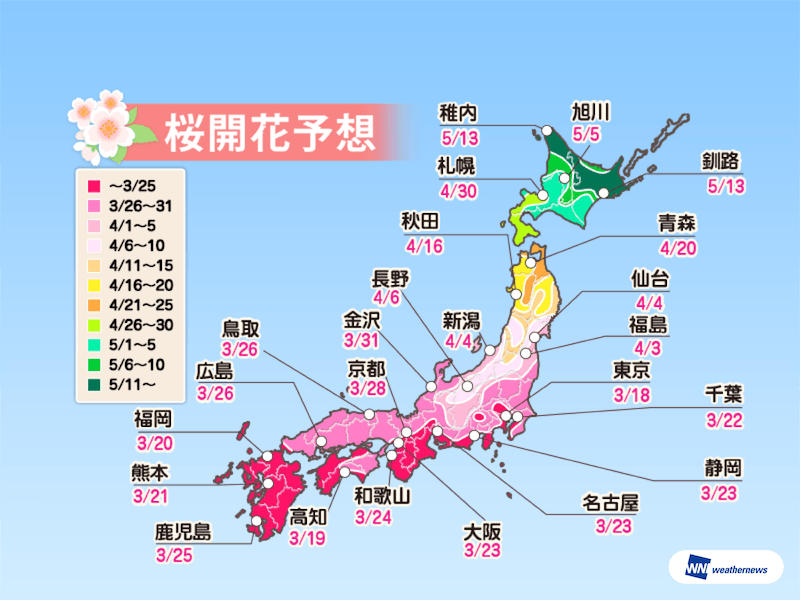 桜開花予想
～3/25
3/26～31
4/1～5
4/6～10
4/11～15
4/16～20
4/21～25
4/26～30
5/1～5
5/6～10
5/11～
稚内
5/13
旭川
5/5
札幌
4/30
釧路
5/13
秋田
4/16
青森
4/20
長野
4/6
仙台
4/4
金沢
3/31
新潟
4/4
福島
4/3
鳥取
3/26
広島
3/26
京都
3/28
東京
3/18
千葉
3/22
福岡
3/20
熊本
3/21
静岡
3/23
和歌山
3/24
名古屋
3/23
高知
3/19
鹿児島
3/25
大阪
3/23
WNI weathernews